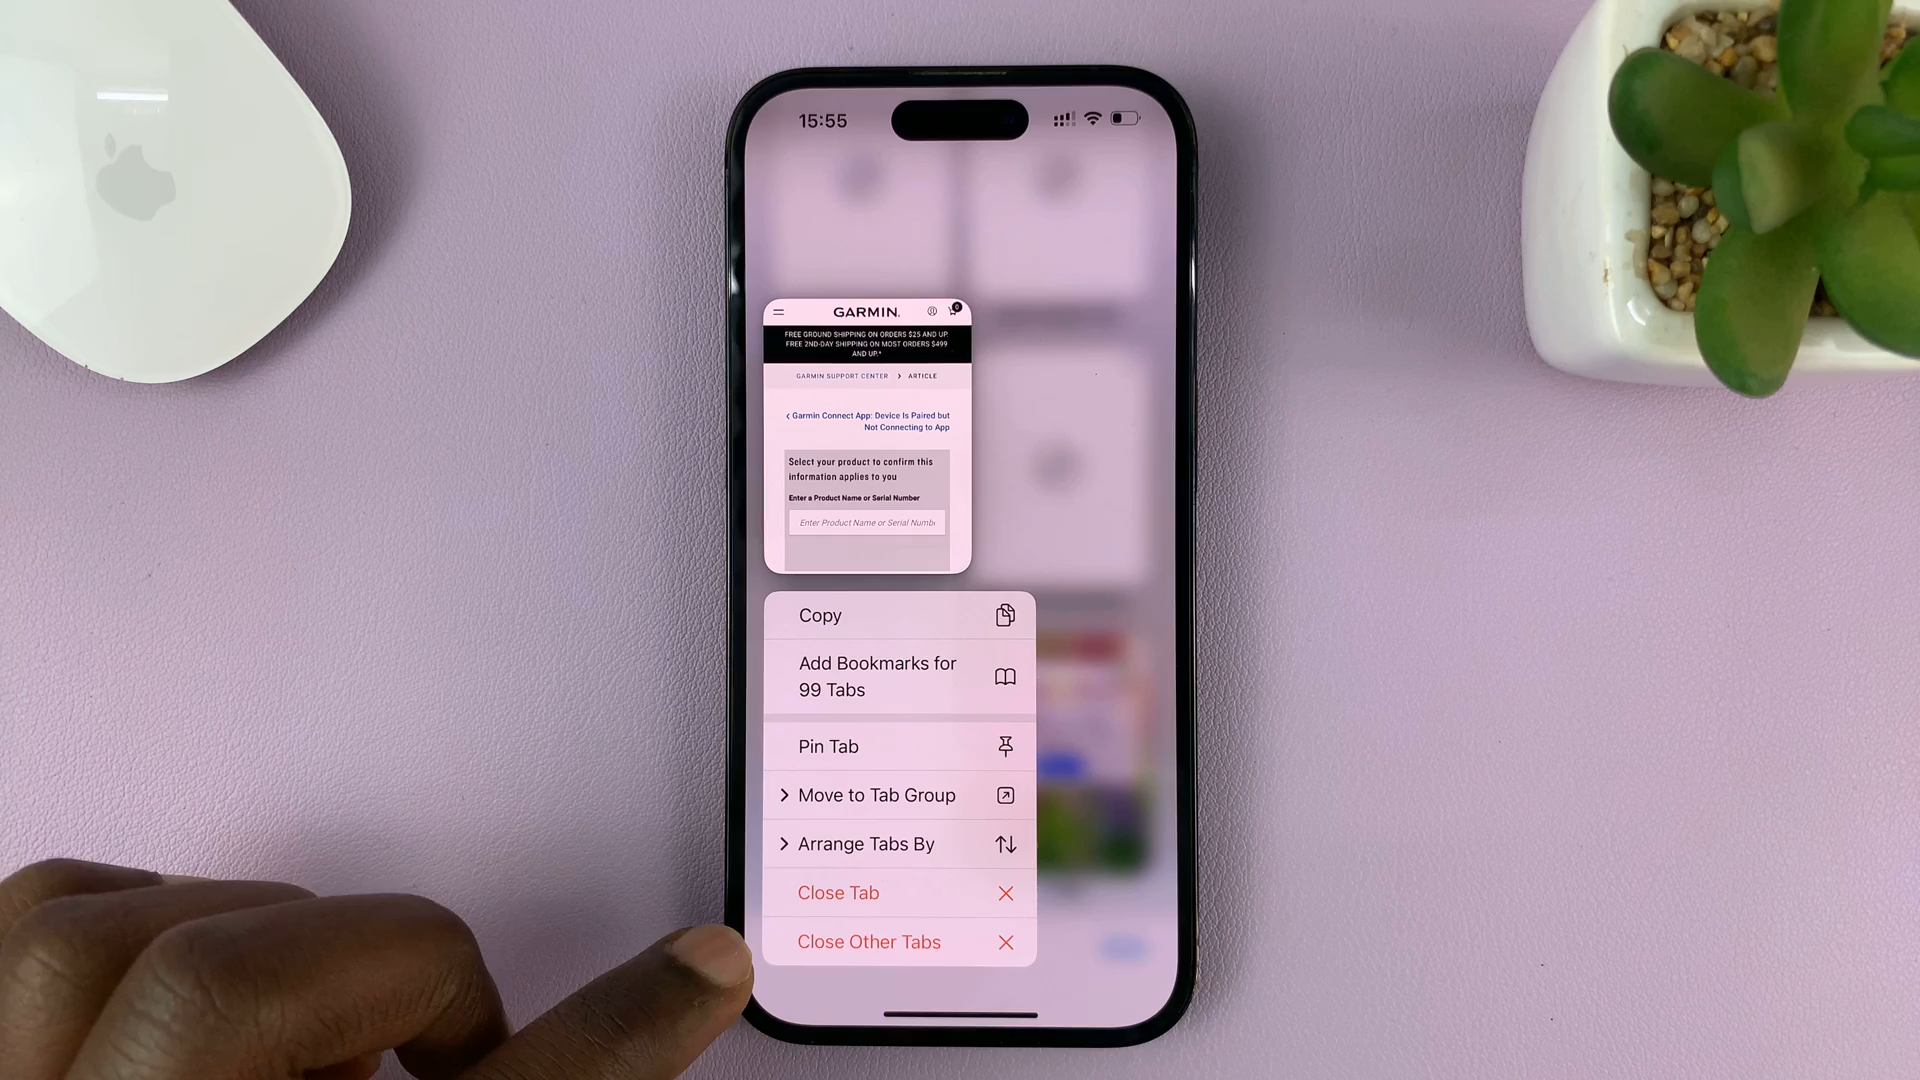 15:55
GARMIN.
0
FREE GROUND SHIPPING ON ORDERS $25 AND UP.
FREE 2ND-DAY SHIPPING ON MOST ORDERS $499
AND UP.*
GARMIN SUPPORT CENTER > ARTICLE
‹ Garmin Connect App: Device Is Paired but
Not Connecting to App
Select your product to confirm this
information applies to you
Enter a Product Name or Serial Number
Enter Product Name or Serial Numb
Copy
Add Bookmarks for
99 Tabs
Pin Tab
Move to Tab Group
Arrange Tabs By
Close Tab
Close Other Tabs